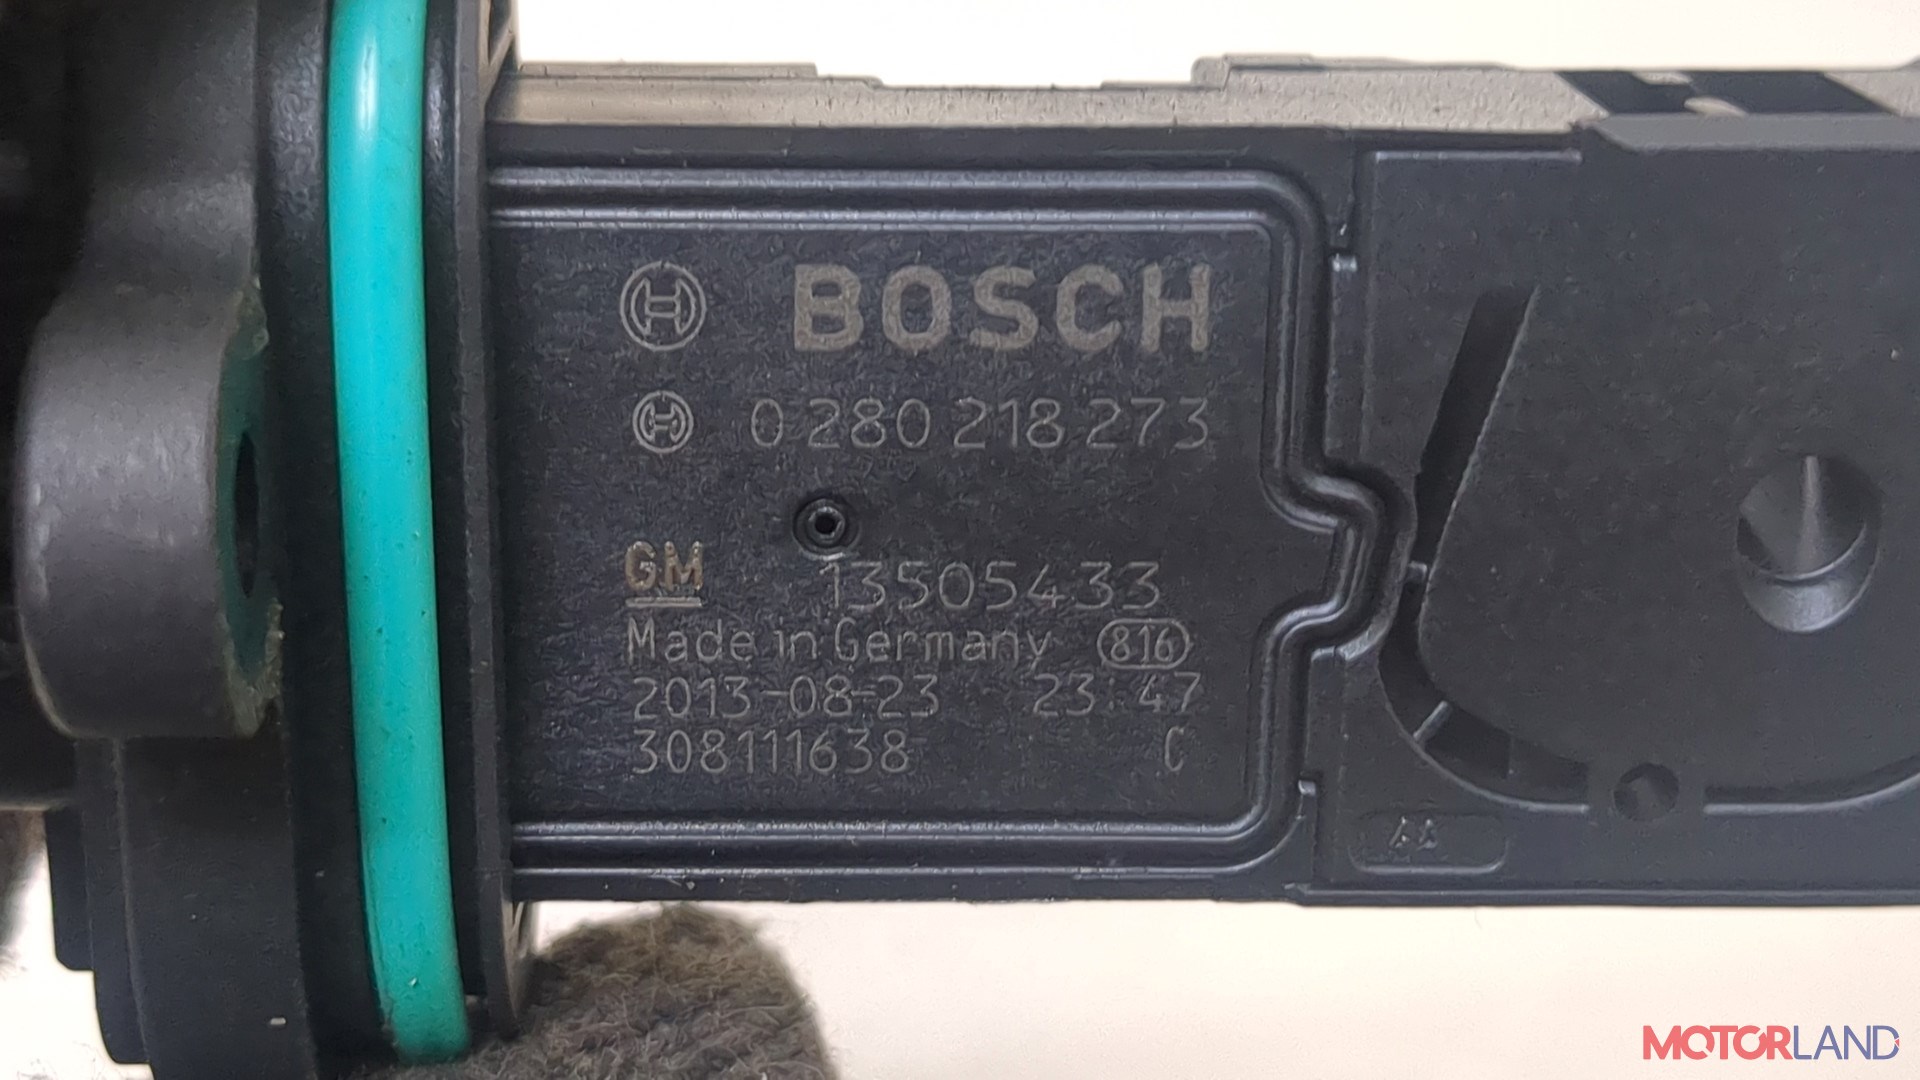 BOSCH
0 280 218 273
GM
13505433
Made in Germany 816
2013-08-23 23:47
308111638 C
MOTORLAND